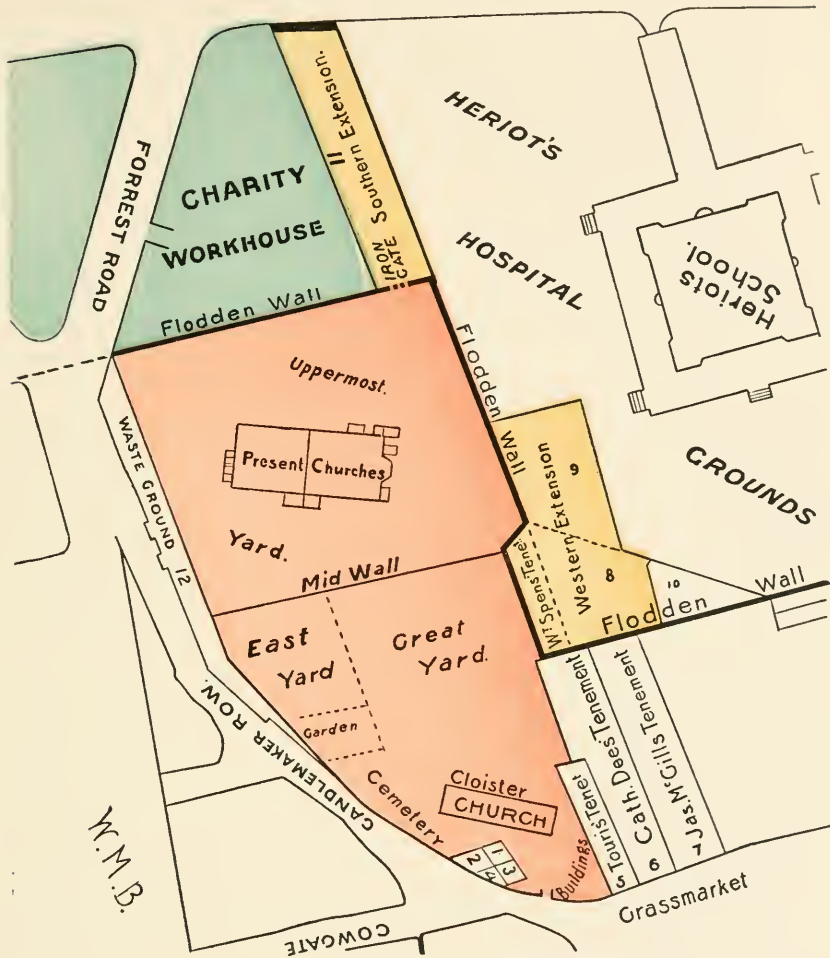 HERIOT'S
HOSPITAL
GROUNDS
Heriots
School.
Southern Extension.
11
IRON
GATE
CHARITY
WORKHOUSE
FORREST ROAD
Flodden Wall
Uppermost.
Flodden Wall
Present Churches
Yard.
WASTE GROUND 12
Mid Wall
Western Extension
9
8
10
Wm Spens' Tenet
Flodden Wall
East
Yard
Great
Yard.
Garden
CANDLEMAKER ROW.
Cemetery
Cloister
CHURCH
1
2
3
4
Buildings
Touris' Tenet
5
Cath. Dees. Tenement
6
Jas. McGills Tenement
7
Grassmarket
COWGATE
W.M.B.